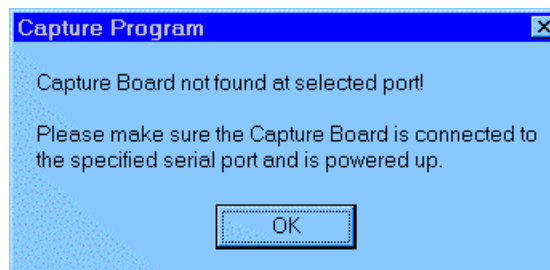 Capture Program
Capture Board not found at selected port!
Please make sure the Capture Board is connected to
the specified serial port and is powered up.
OK